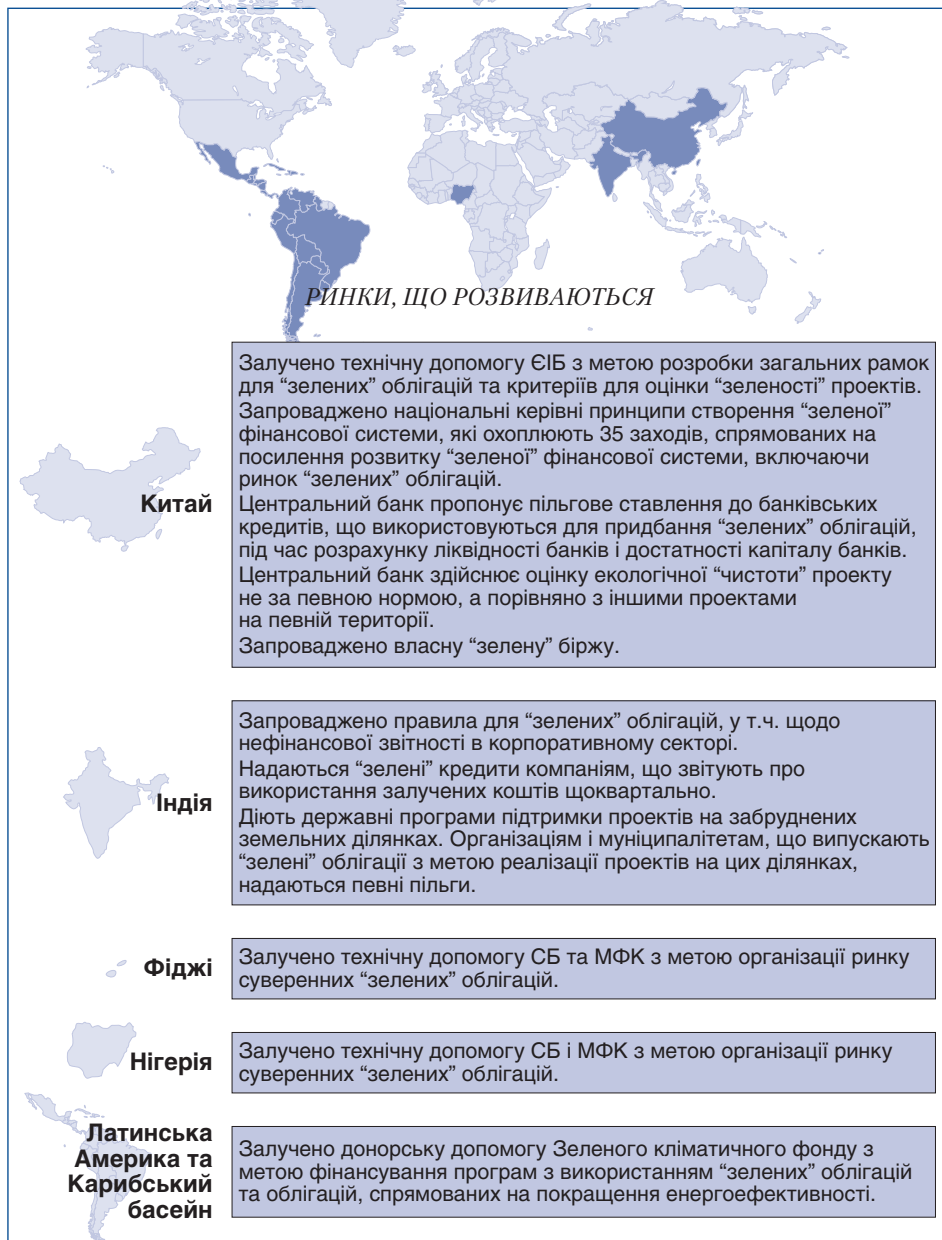 РИНКИ, ЩО РОЗВИВАЮТЬСЯ
Китай
Залучено технічну допомогу ЄІБ з метою розробки загальних рамок
для “зелених” облігацій та критеріїв для оцінки “зеленості” проектів.
Запроваджено національні керівні принципи створення “зеленої”
фінансової системи, які охоплюють 35 заходів, спрямованих на
посилення розвитку “зеленої” фінансової системи, включаючи
ринок “зелених” облігацій.
Центральний банк пропонує пільгове ставлення до банківських
кредитів, що використовуються для придбання “зелених” облігацій,
під час розрахунку ліквідності банків і достатності капіталу банків.
Центральний банк здійснює оцінку екологічної “чистоти” проекту
не за певною нормою, а порівняно з іншими проектами
на певній території.
Запроваджено власну “зелену” біржу.
Індія
Запроваджено правила для “зелених” облігацій, у т.ч. щодо
нефінансової звітності в корпоративному секторі.
Надаються “зелені” кредити компаніям, що звітують про
використання залучених коштів щоквартально.
Діють державні програми підтримки проектів на забруднених
земельних ділянках. Організаціям і муніципалітетам, що випускають
“зелені” облігації з метою реалізації проектів на цих ділянках,
надаються певні пільги.
Фіджі
Залучено технічну допомогу СБ та МФК з метою організації ринку
суверенних “зелених” облігацій.
Нігерія
Залучено технічну допомогу СБ і МФК з метою організації ринку
суверенних “зелених” облігацій.
Латинська
Америка та
Карибський
басейн
Залучено донорську допомогу Зеленого кліматичного фонду з
метою фінансування програм з використанням “зелених” облігацій
та облігацій, спрямованих на покращення енергоефективності.